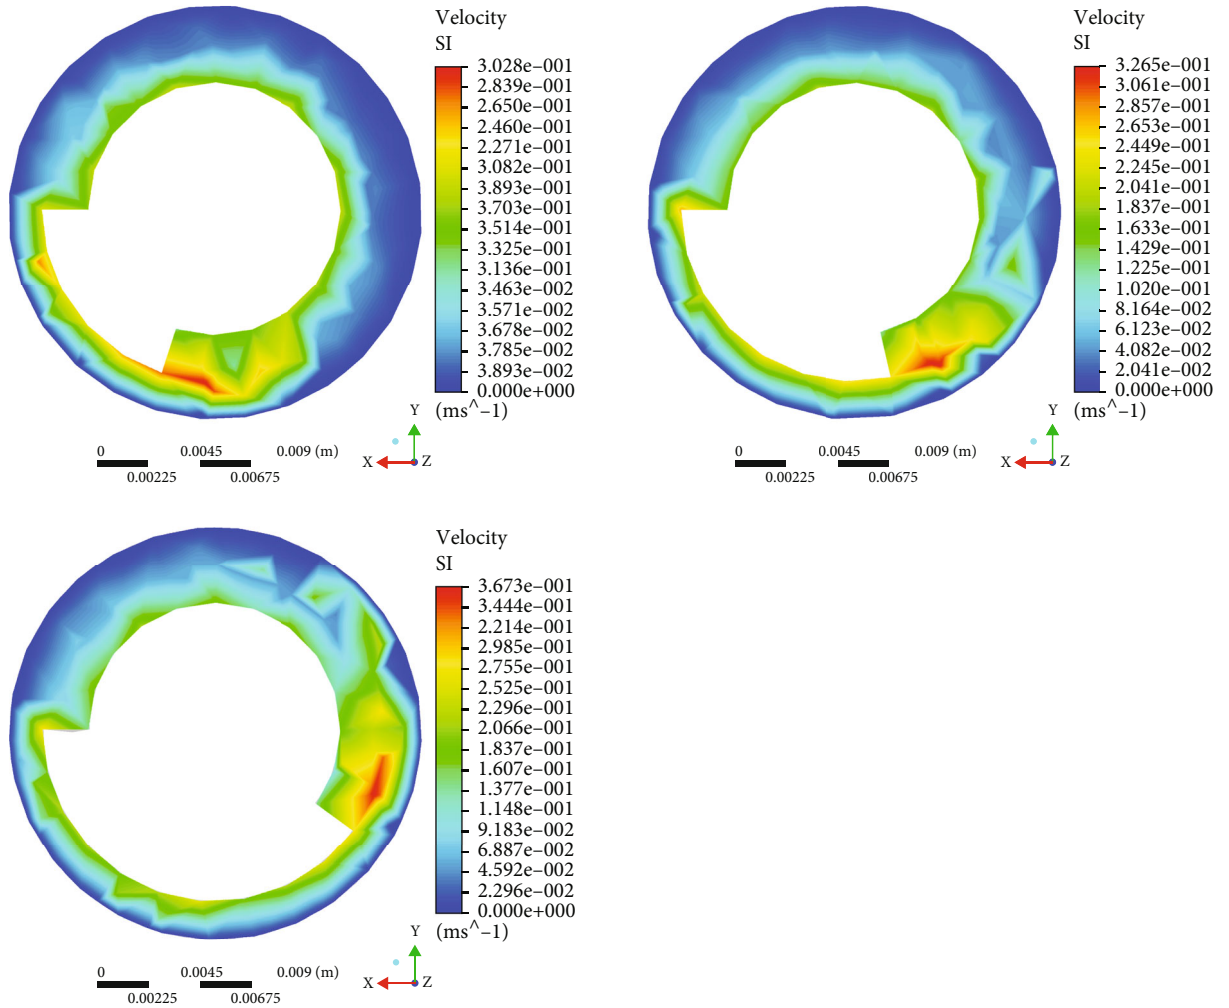 Velocity
SI
3.028e–001
2.839e–001
2.650e–001
2.460e–001
2.271e–001
3.082e–001
3.893e–001
3.703e–001
3.514e–001
3.325e–001
3.136e–001
3.463e–002
3.571e–002
3.678e–002
3.785e–002
3.893e–002
0.000e+000
(ms^–1)
0 0.0045 0.009 (m)
0.00225 0.00675
Y
X Z
Velocity
SI
3.265e–001
3.061e–001
2.857e–001
2.653e–001
2.449e–001
2.245e–001
2.041e–001
1.837e–001
1.633e–001
1.429e–001
1.225e–001
1.020e–001
8.164e–002
6.123e–002
4.082e–002
2.041e–002
0.000e+000
(ms^–1)
0 0.0045 0.009 (m)
0.00225 0.00675
Y
X Z
Velocity
SI
3.673e–001
3.444e–001
2.214e–001
2.985e–001
2.755e–001
2.525e–001
2.296e–001
2.066e–001
1.837e–001
1.607e–001
1.377e–001
1.148e–001
9.183e–002
6.887e–002
4.592e–002
2.296e–002
0.000e+000
(ms^–1)
0 0.0045 0.009 (m)
0.00225 0.00675
Y
X Z